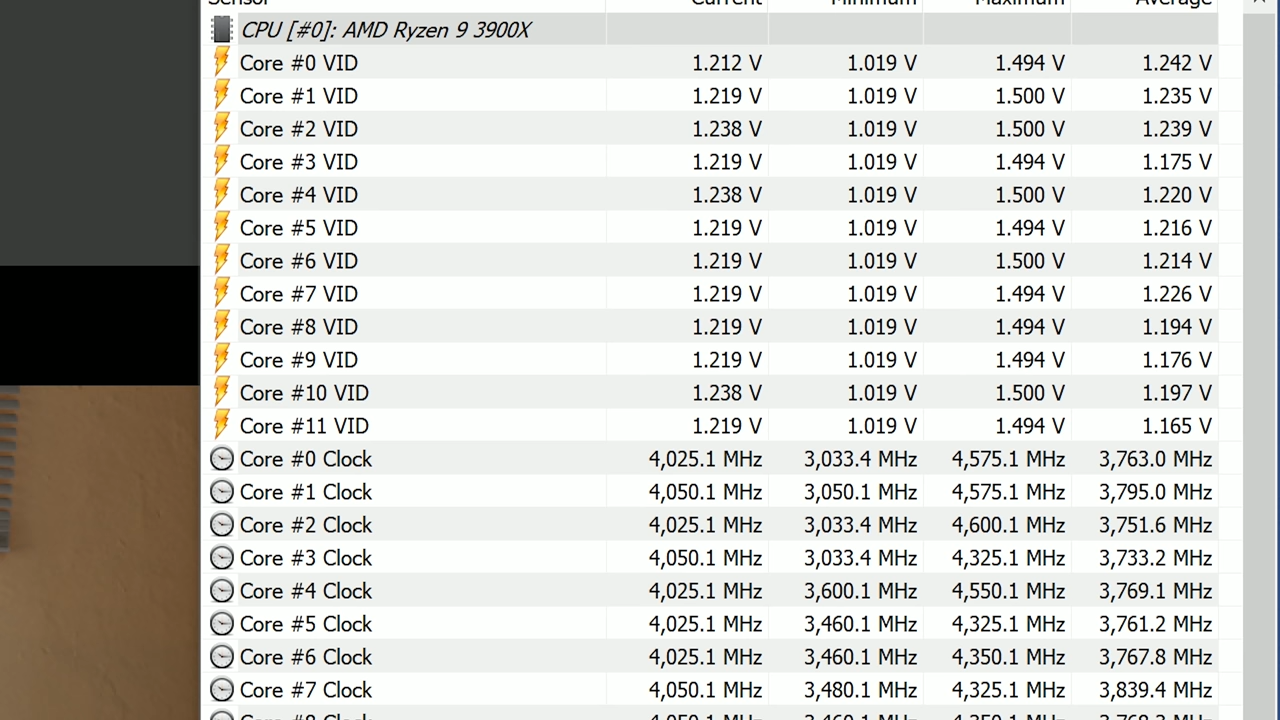 Sensor Current Minimum Maximum Average
CPU [#0]: AMD Ryzen 9 3900X
Core #0 VID 1.212 V 1.019 V 1.494 V 1.242 V
Core #1 VID 1.219 V 1.019 V 1.500 V 1.235 V
Core #2 VID 1.238 V 1.019 V 1.500 V 1.239 V
Core #3 VID 1.219 V 1.019 V 1.494 V 1.175 V
Core #4 VID 1.238 V 1.019 V 1.500 V 1.220 V
Core #5 VID 1.219 V 1.019 V 1.494 V 1.216 V
Core #6 VID 1.219 V 1.019 V 1.500 V 1.214 V
Core #7 VID 1.219 V 1.019 V 1.494 V 1.226 V
Core #8 VID 1.219 V 1.019 V 1.494 V 1.194 V
Core #9 VID 1.219 V 1.019 V 1.494 V 1.176 V
Core #10 VID 1.238 V 1.019 V 1.500 V 1.197 V
Core #11 VID 1.219 V 1.019 V 1.494 V 1.165 V
Core #0 Clock 4,025.1 MHz 3,033.4 MHz 4,575.1 MHz 3,763.0 MHz
Core #1 Clock 4,050.1 MHz 3,050.1 MHz 4,575.1 MHz 3,795.0 MHz
Core #2 Clock 4,025.1 MHz 3,033.4 MHz 4,600.1 MHz 3,751.6 MHz
Core #3 Clock 4,050.1 MHz 3,033.4 MHz 4,325.1 MHz 3,733.2 MHz
Core #4 Clock 4,025.1 MHz 3,600.1 MHz 4,550.1 MHz 3,769.1 MHz
Core #5 Clock 4,025.1 MHz 3,460.1 MHz 4,325.1 MHz 3,761.2 MHz
Core #6 Clock 4,025.1 MHz 3,460.1 MHz 4,350.1 MHz 3,767.8 MHz
Core #7 Clock 4,050.1 MHz 3,480.1 MHz 4,325.1 MHz 3,839.4 MHz